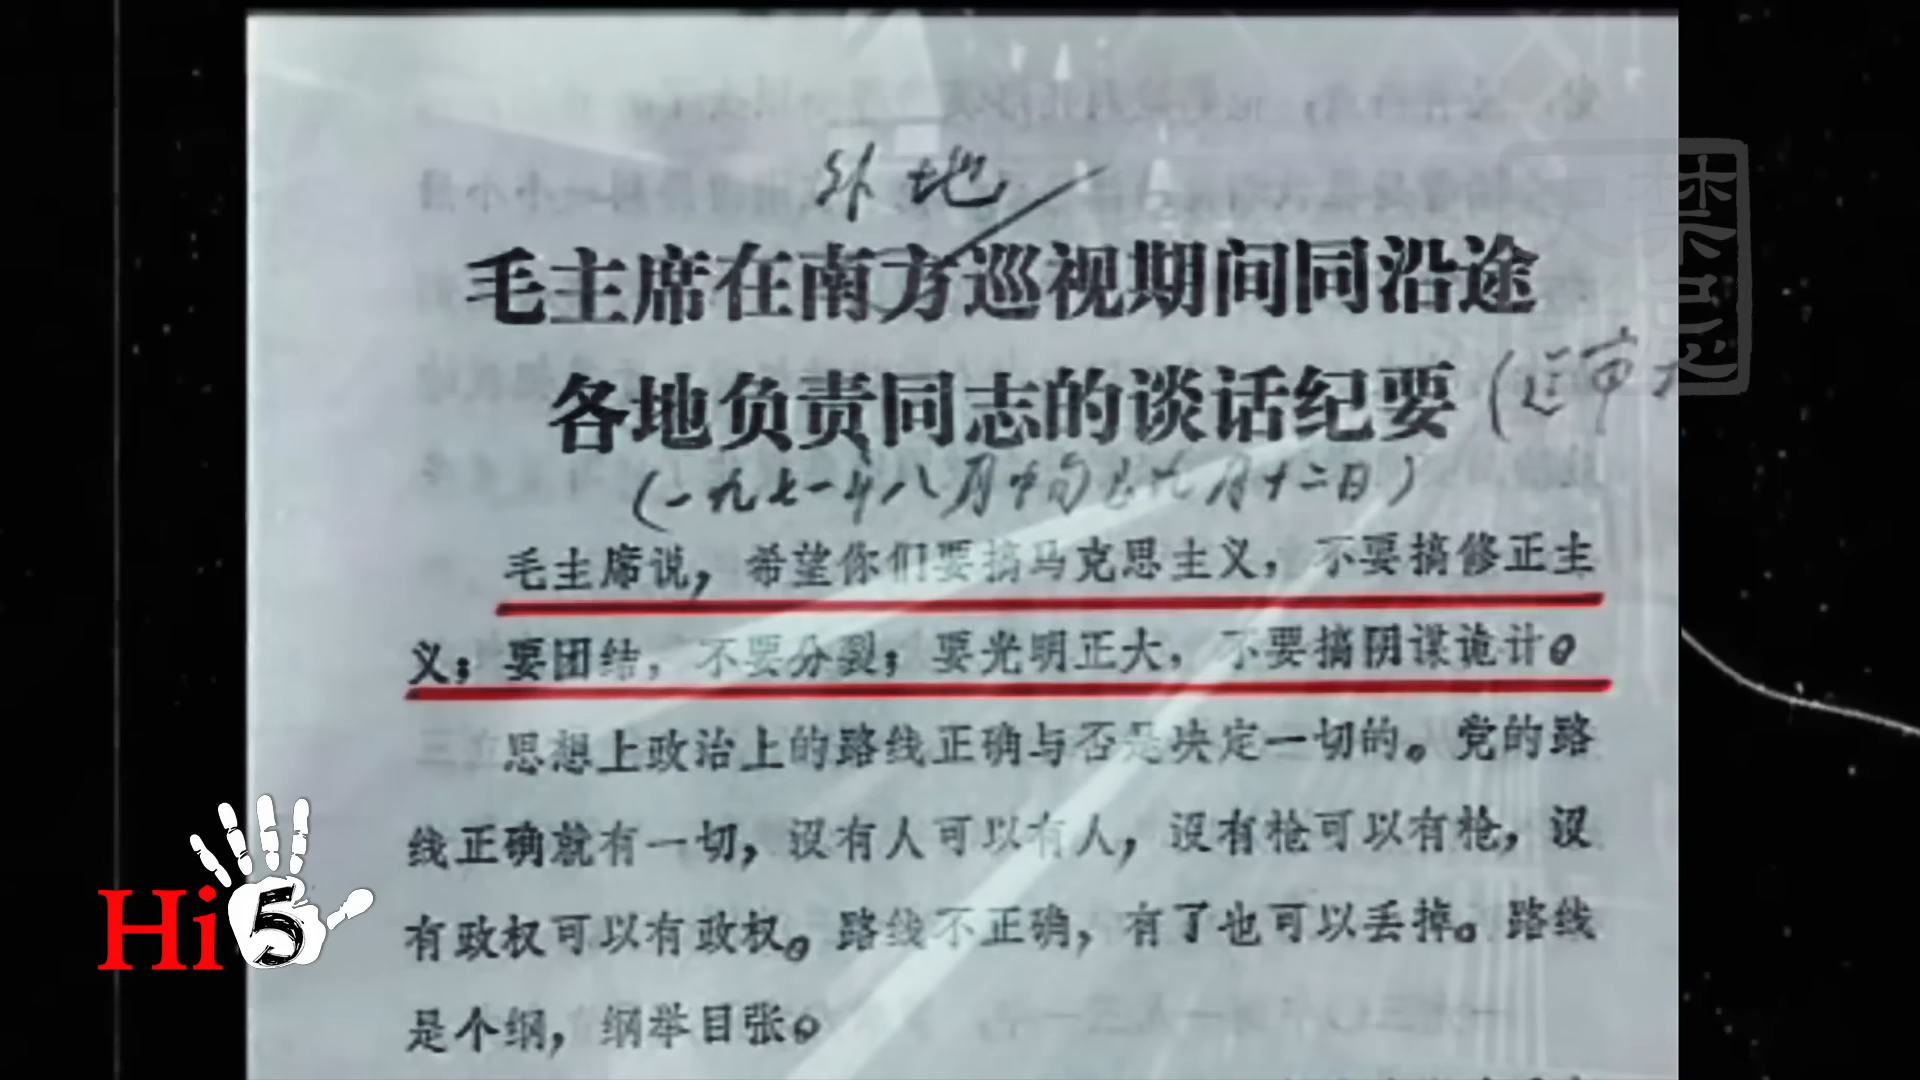 外地
毛主席在南方巡视期间同沿途
各地负责同志的谈话纪要
(一九七一年八月中旬至九月十二日)
毛主席说，希望你们要搞马克思主义，不要搞修正主
义；要团结，不要分裂；要光明正大，不要搞阴谋诡计。
思想上政治上的路线正确与否是决定一切的。党的路
线正确就有一切，没有人可以有人，没有枪可以有枪，没
有政权可以有政权。路线不正确，有了也可以丢掉。路线
是个纲，纲举目张。
Hi 5